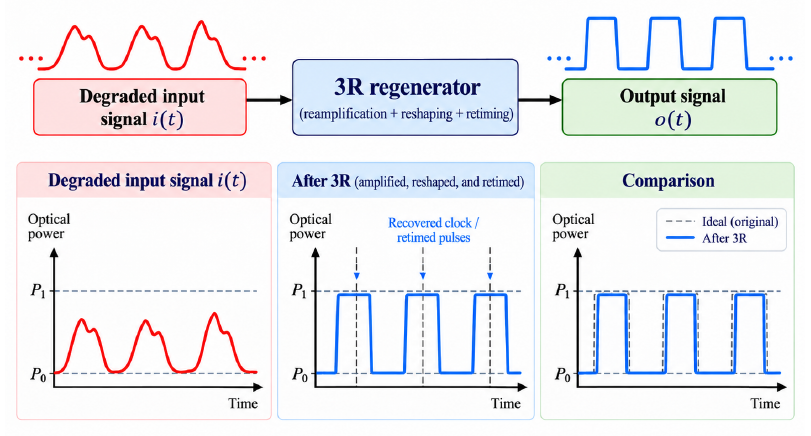 Degraded input
signal i(t)
3R regenerator
(reamplification + reshaping + retiming)
Output signal
o(t)
Degraded input signal i(t)
Optical
power
P₁
P₀
Time
After 3R (amplified, reshaped, and retimed)
Optical
power
Recovered clock /
retimed pulses
P₁
P₀
Time
Comparison
Optical
power
Ideal (original)
After 3R
P₁
P₀
Time